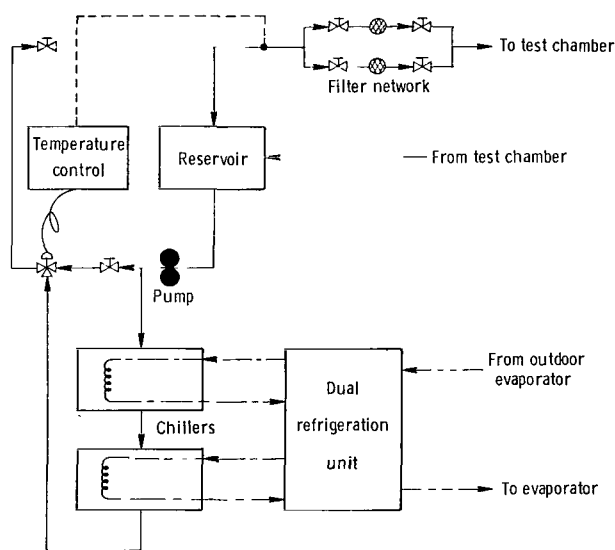 To test chamber
Filter network
Temperature
control
Reservoir
From test chamber
Pump
From outdoor
evaporator
Dual
refrigeration
unit
Chillers
To evaporator